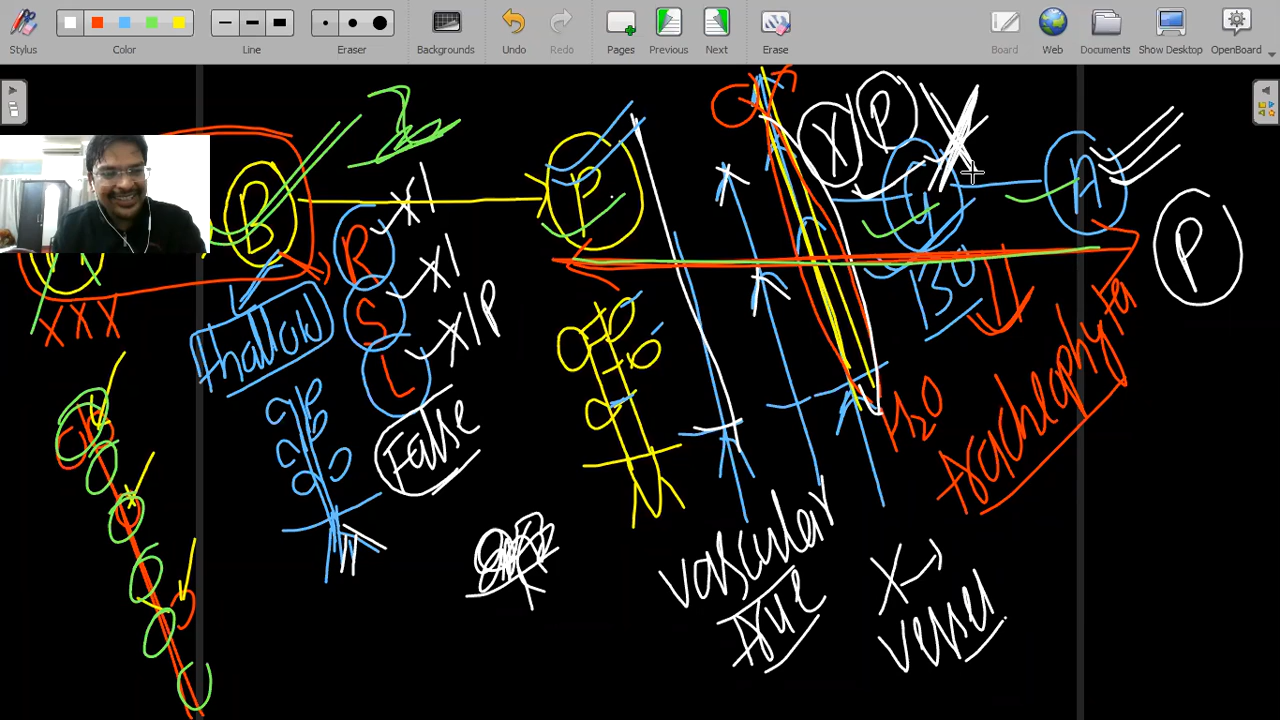 Stylus
Color
Line
Eraser
Backgrounds
Undo
Redo
Pages
Previous
Next
Erase
Board
Web
Documents
Show Desktop
OpenBoard
B
R
S
L
X/P
XXX
thallow
False
P
X P
P
H2O
tracheophyta
vascular
true
X→
vessel